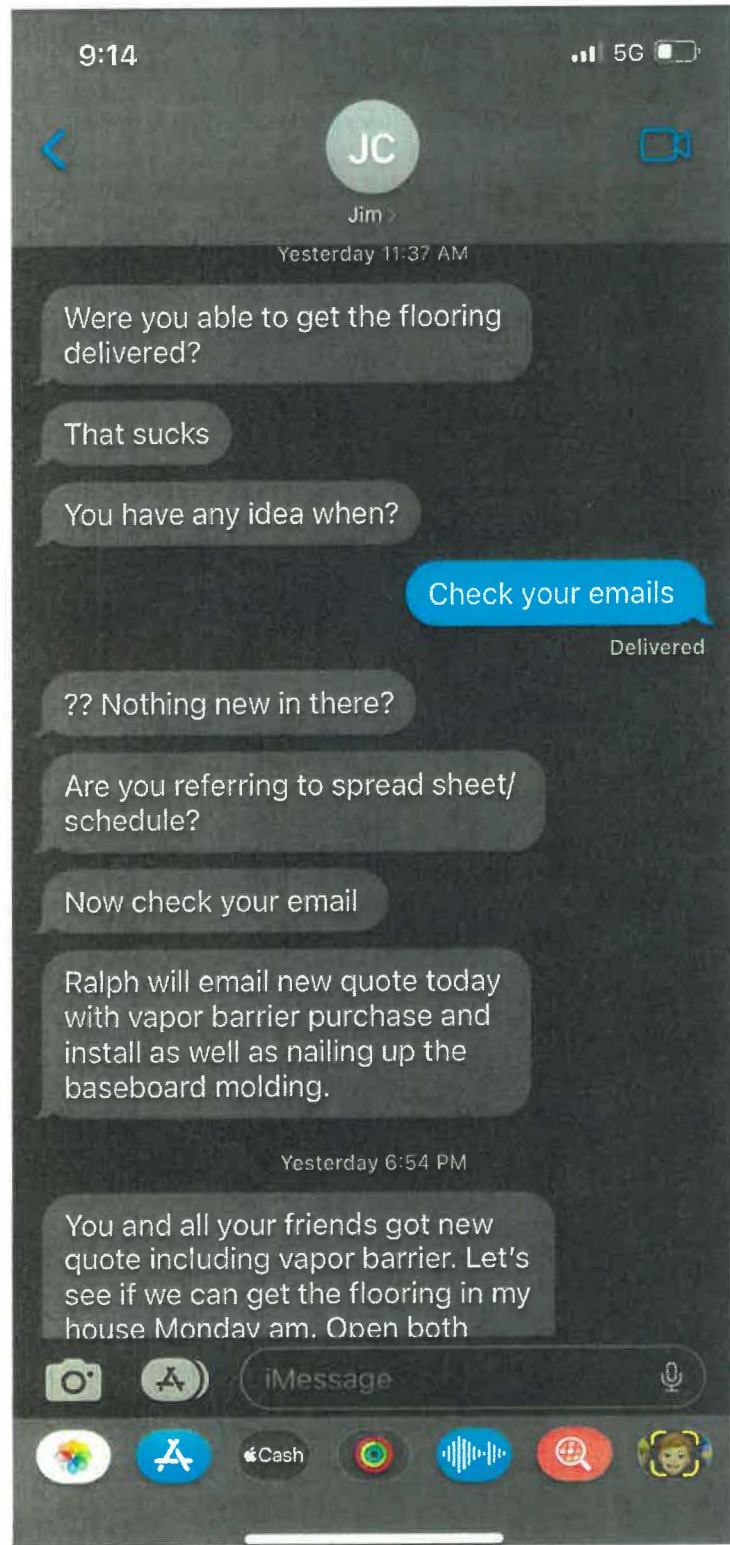 9:14
5G
JC
Jim >
Yesterday 11:37 AM
Were you able to get the flooring
delivered?
That sucks
You have any idea when?
Check your emails
Delivered
?? Nothing new in there?
Are you referring to spread sheet/
schedule?
Now check your email
Ralph will email new quote today
with vapor barrier purchase and
install as well as nailing up the
baseboard molding.
Yesterday 6:54 PM
You and all your friends got new
quote including vapor barrier. Let's
see if we can get the flooring in my
house Monday am. Open both
iMessage
Cash